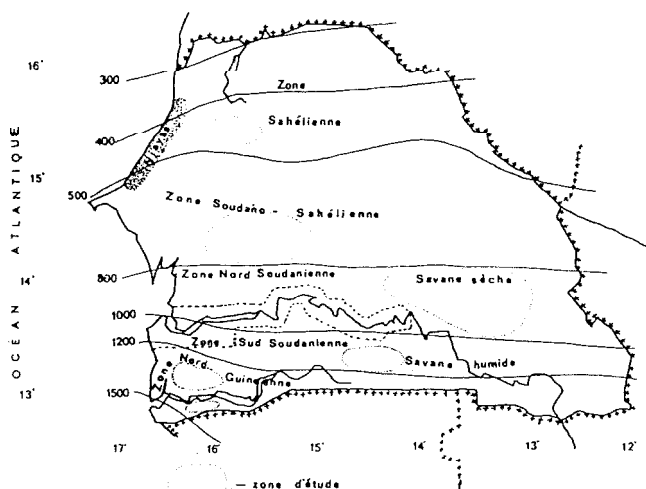 16°
300
Zone
Sahélienne
400
Niayes
OCÉAN ATLANTIQUE
15°
500
Zone Soudano - Sahélienne
800
Zone Nord Soudanienne
Savane sèche
14°
1000
1200
Zone Sud Soudanienne
Savane humide
Zone Nord Guinéenne
13°
1500
17° 16° 15° 14° 13° 12°
— zone d'étude